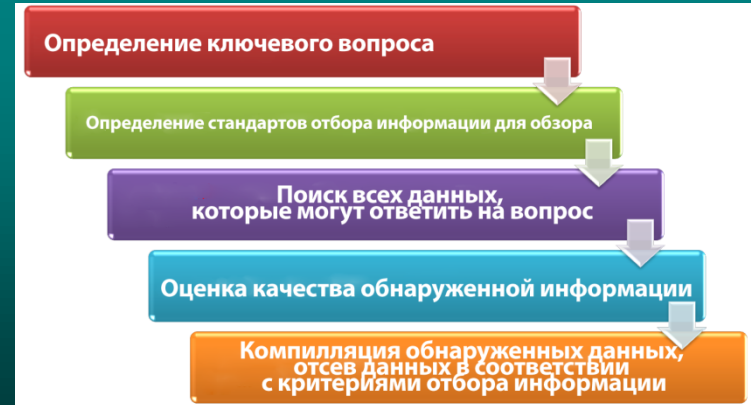 Определение ключевого вопроса
Определение стандартов отбора информации для обзора
Поиск всех данных,
которые могут ответить на вопрос
Оценка качества обнаруженной информации
Компилляция обнаруженных данных,
отсев данных в соответствии
с критериями отбора информации